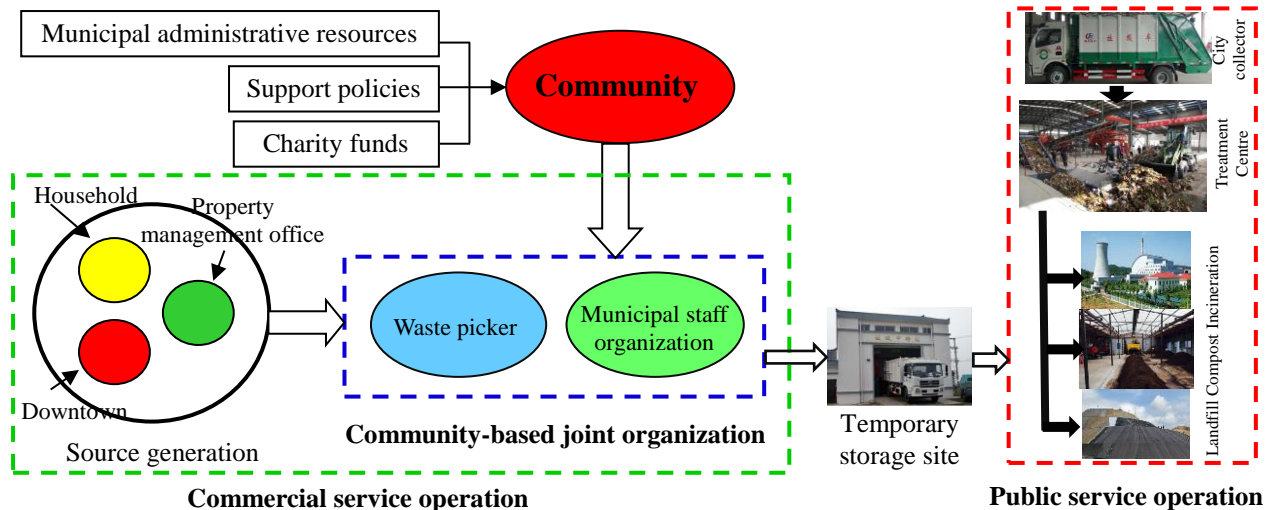 Municipal administrative resources
Support policies
Charity funds
Community
Household
Property
management office
Downtown
Source generation
Waste picker
Municipal staff
organization
Community-based joint organization
Commercial service operation
Temporary
storage site
City
collector
Treatment
Centre
Landfill Compost Incineration
Public service operation